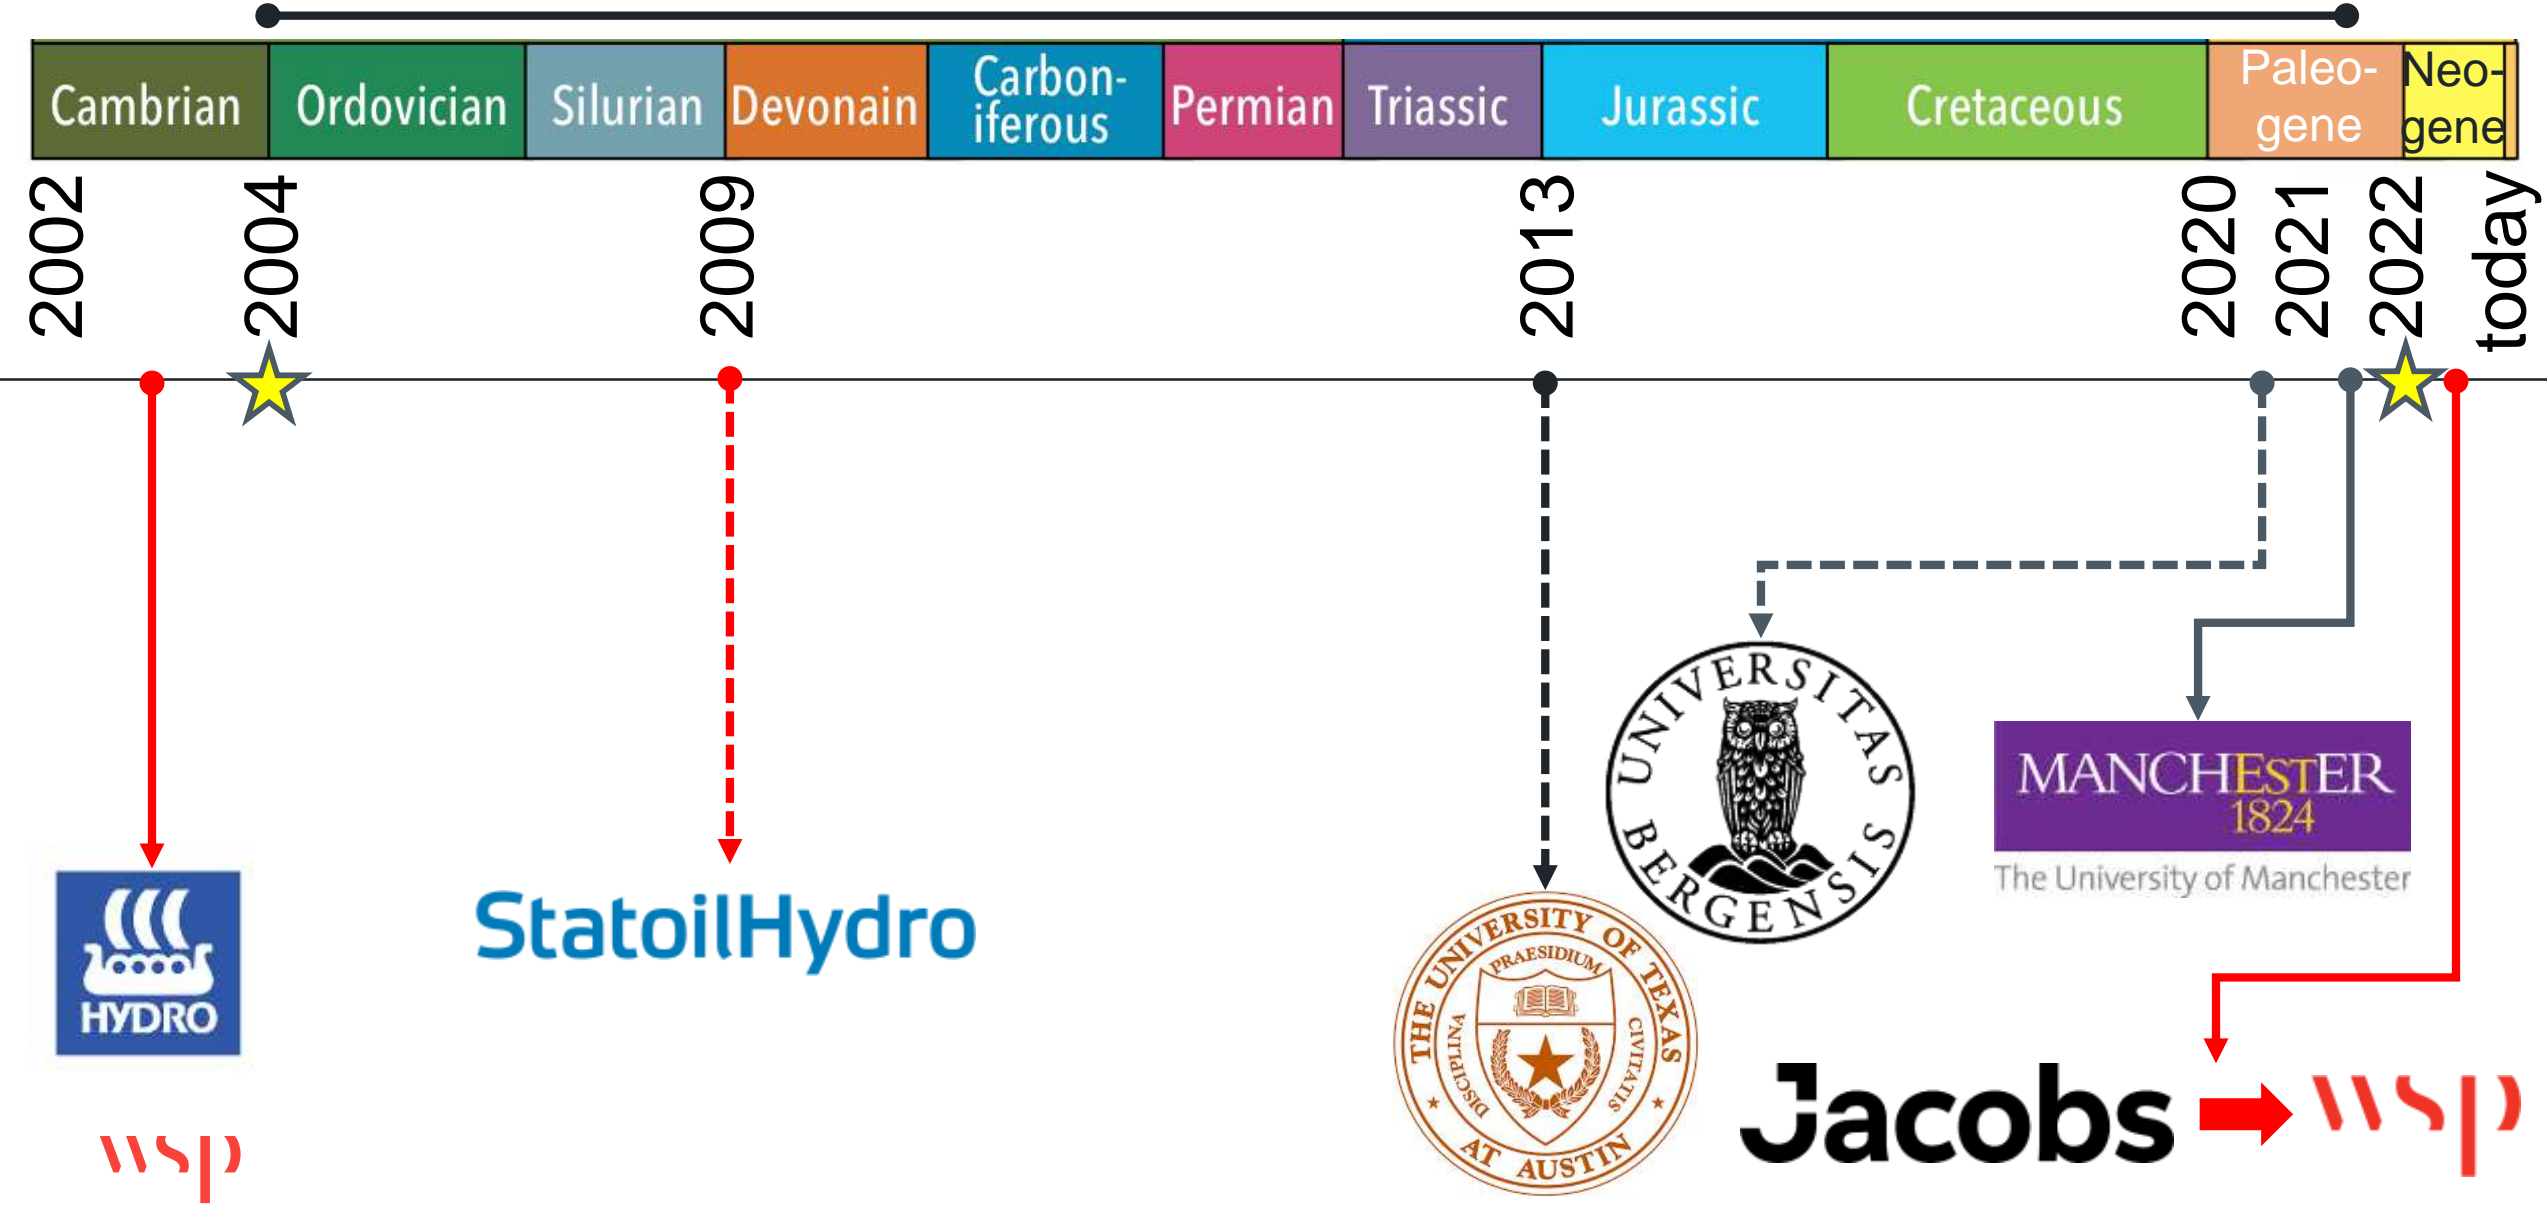 Cambrian
Ordovician
Silurian
Devonain
Carbon-
iferous
Permian
Triassic
Jurassic
Cretaceous
Paleo-
gene
Neo-
gene
2002
2004
2009
2013
2020
2021
2022
today
HYDRO
StatoilHydro
UNIVERSITAS
BERGENSIS
MANCHESTER
1824
The University of Manchester
THE UNIVERSITY OF TEXAS
AT AUSTIN
PRAESIDIUM
DISCIPLINA
CIVITATIS
Jacobs
wsp
wsp